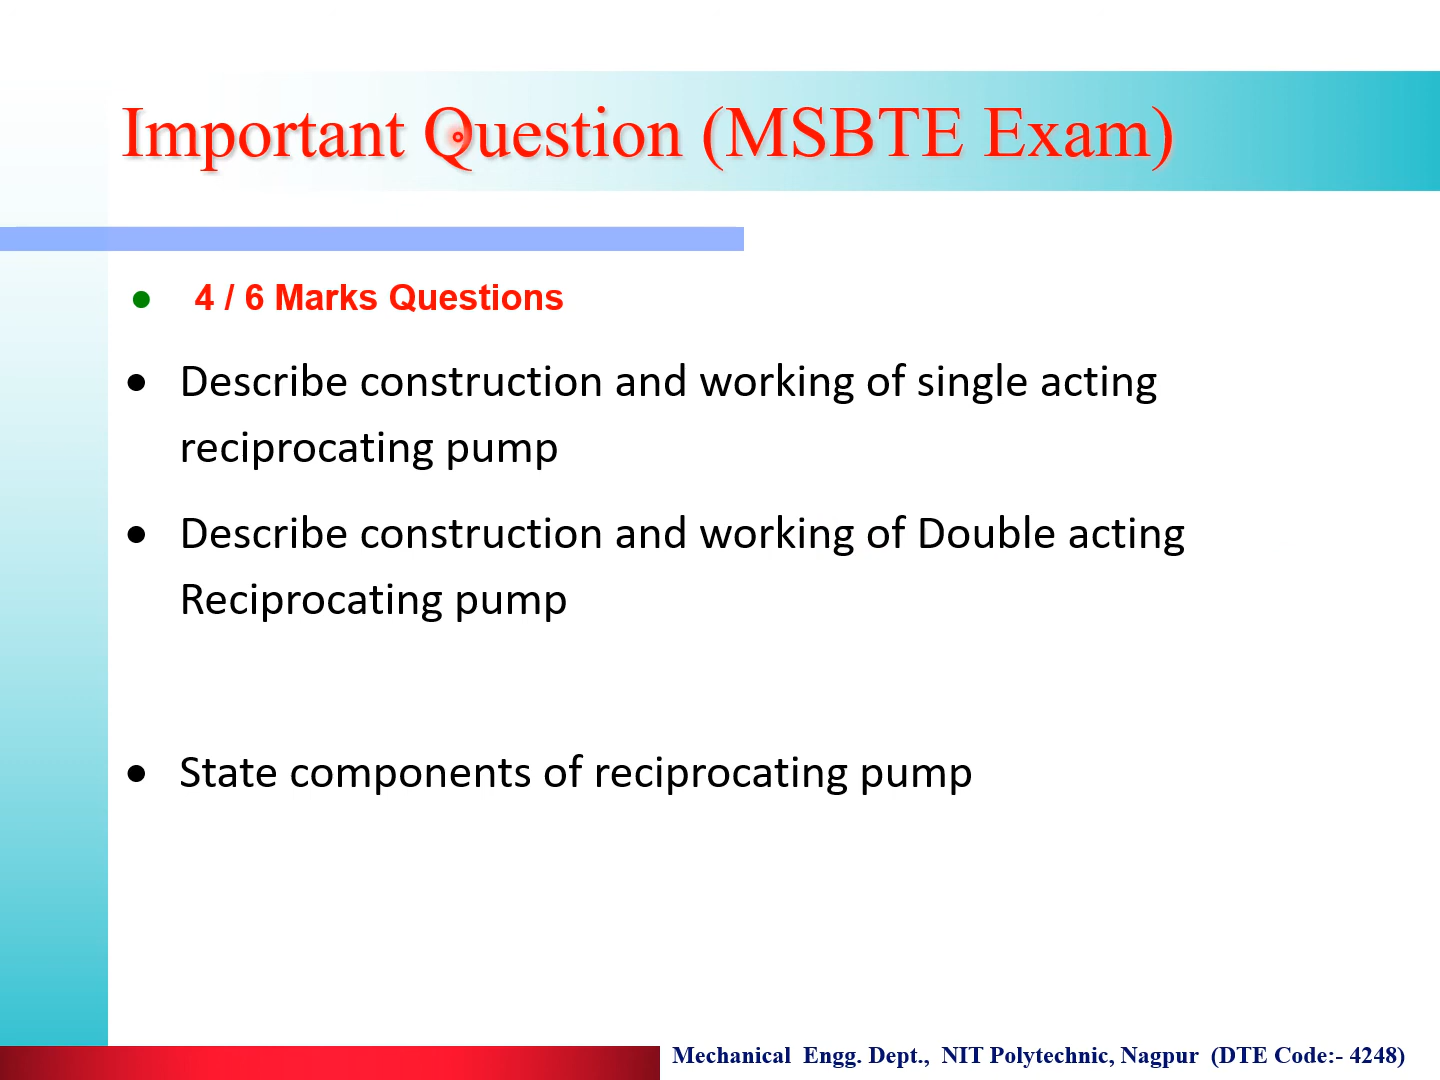 Important Question (MSBTE Exam)
● 4 / 6 Marks Questions
● Describe construction and working of single acting
reciprocating pump
● Describe construction and working of Double acting
Reciprocating pump
● State components of reciprocating pump
Mechanical Engg. Dept., NIT Polytechnic, Nagpur (DTE Code:- 4248)